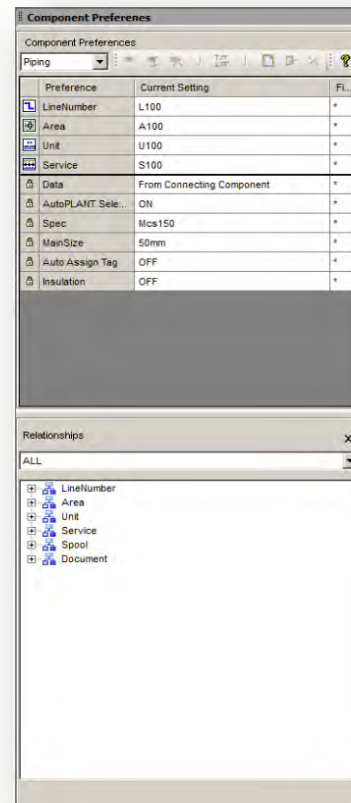 Component Preferenes
Component Preferences
Piping
Preference Current Setting Fi...
LineNumber L100 *
Area A100 *
Unit U100 *
Service S100 *
Data From Connecting Component *
AutoPLANT Sele... ON *
Spec Mcs150 *
MainSize 50mm *
Auto Assign Tag OFF *
Insulation OFF *
Relationships
ALL
LineNumber
Area
Unit
Service
Spool
Document